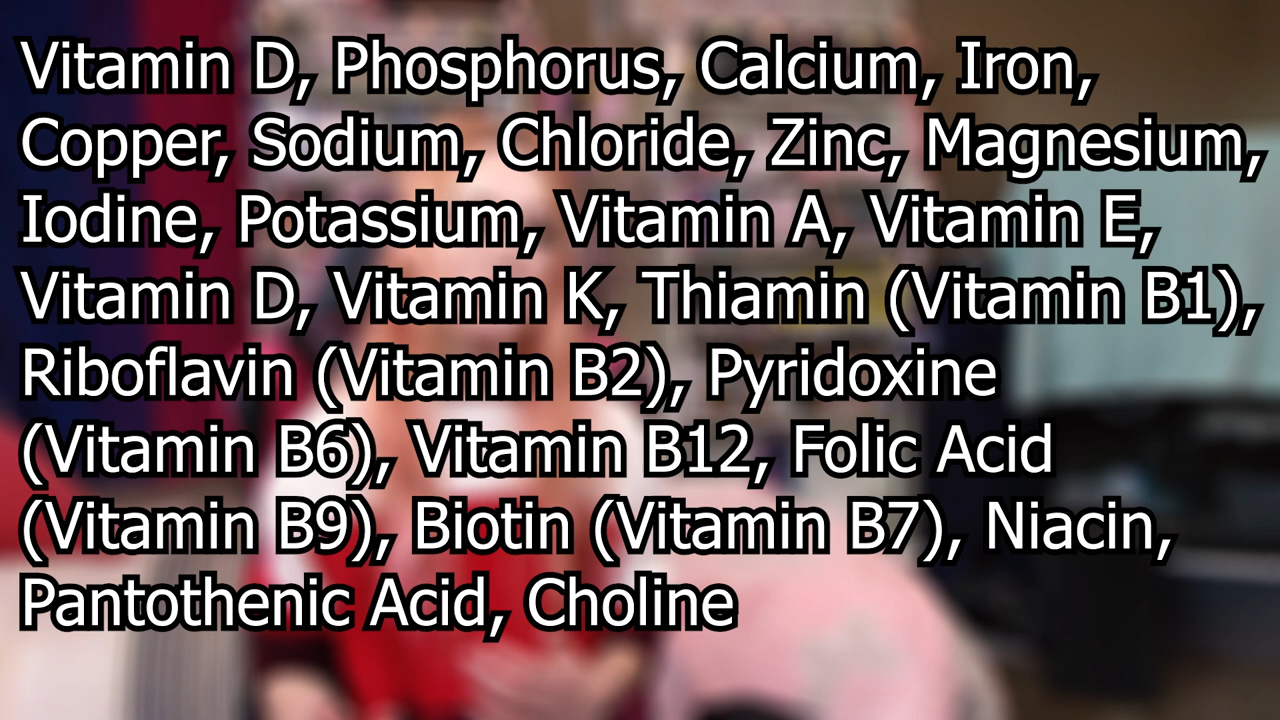 Vitamin D, Phosphorus, Calcium, Iron,
Copper, Sodium, Chloride, Zinc, Magnesium,
Iodine, Potassium, Vitamin A, Vitamin E,
Vitamin D, Vitamin K, Thiamin (Vitamin B1),
Riboflavin (Vitamin B2), Pyridoxine
(Vitamin B6), Vitamin B12, Folic Acid
(Vitamin B9), Biotin (Vitamin B7), Niacin,
Pantothenic Acid, Choline